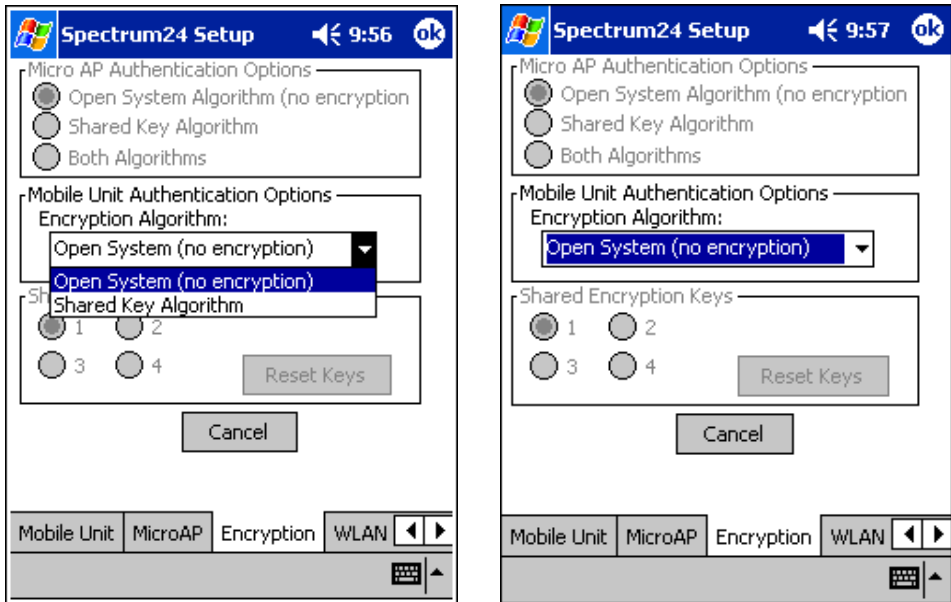 Spectrum24 Setup 9:56 ok
Micro AP Authentication Options
Open System Algorithm (no encryption
Shared Key Algorithm
Both Algorithms
Mobile Unit Authentication Options
Encryption Algorithm:
Open System (no encryption)
Open System (no encryption)
Shared Key Algorithm
Sh
1 2
3 4 Reset Keys
Cancel
Mobile Unit MicroAP Encryption WLAN
Spectrum24 Setup 9:57 ok
Micro AP Authentication Options
Open System Algorithm (no encryption
Shared Key Algorithm
Both Algorithms
Mobile Unit Authentication Options
Encryption Algorithm:
Open System (no encryption)
Shared Encryption Keys
1 2
3 4 Reset Keys
Cancel
Mobile Unit MicroAP Encryption WLAN